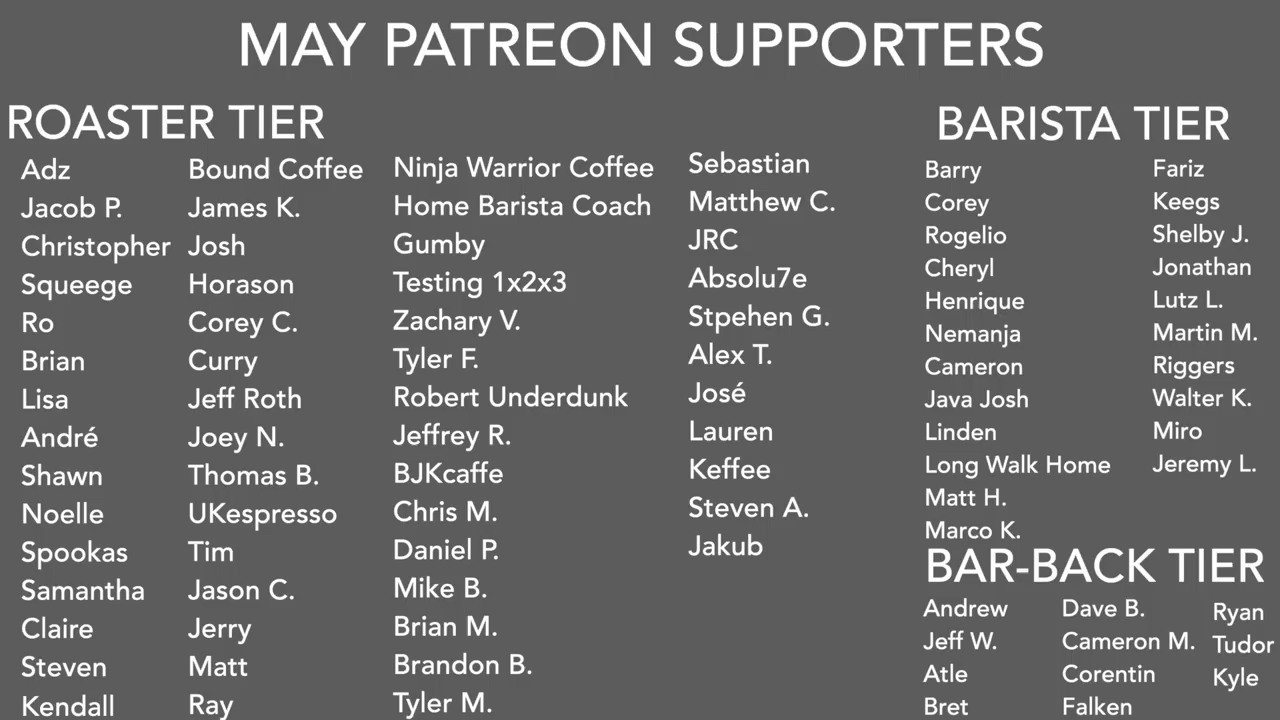 MAY PATREON SUPPORTERS
ROASTER TIER
Adz
Jacob P.
Christopher
Squeege
Ro
Brian
Lisa
André
Shawn
Noelle
Spookas
Samantha
Claire
Steven
Kendall
Bound Coffee
James K.
Josh
Horason
Corey C.
Curry
Jeff Roth
Joey N.
Thomas B.
UKespresso
Tim
Jason C.
Jerry
Matt
Ray
Ninja Warrior Coffee
Home Barista Coach
Gumby
Testing 1x2x3
Zachary V.
Tyler F.
Robert Underdunk
Jeffrey R.
BJKcaffe
Chris M.
Daniel P.
Mike B.
Brian M.
Brandon B.
Tyler M.
Sebastian
Matthew C.
JRC
Absolu7e
Stpehen G.
Alex T.
José
Lauren
Keffee
Steven A.
Jakub
BARISTA TIER
Barry
Corey
Rogelio
Cheryl
Henrique
Nemanja
Cameron
Java Josh
Linden
Long Walk Home
Matt H.
Marco K.
Fariz
Keegs
Shelby J.
Jonathan
Lutz L.
Martin M.
Riggers
Walter K.
Miro
Jeremy L.
BAR-BACK TIER
Andrew
Jeff W.
Atle
Bret
Dave B.
Cameron M.
Corentin
Falken
Ryan
Tudor
Kyle